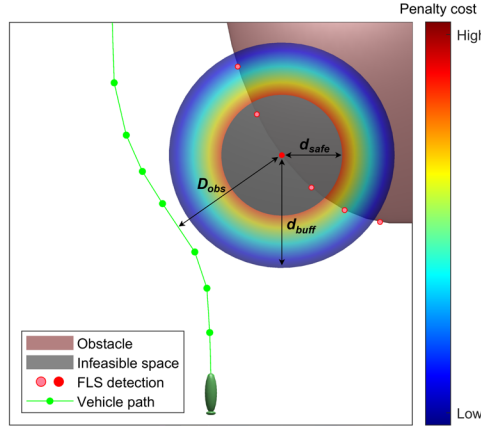 Penalty cost
High
d_safe
D_obs
d_buff
Obstacle
Infeasible space
FLS detection
Vehicle path
Low